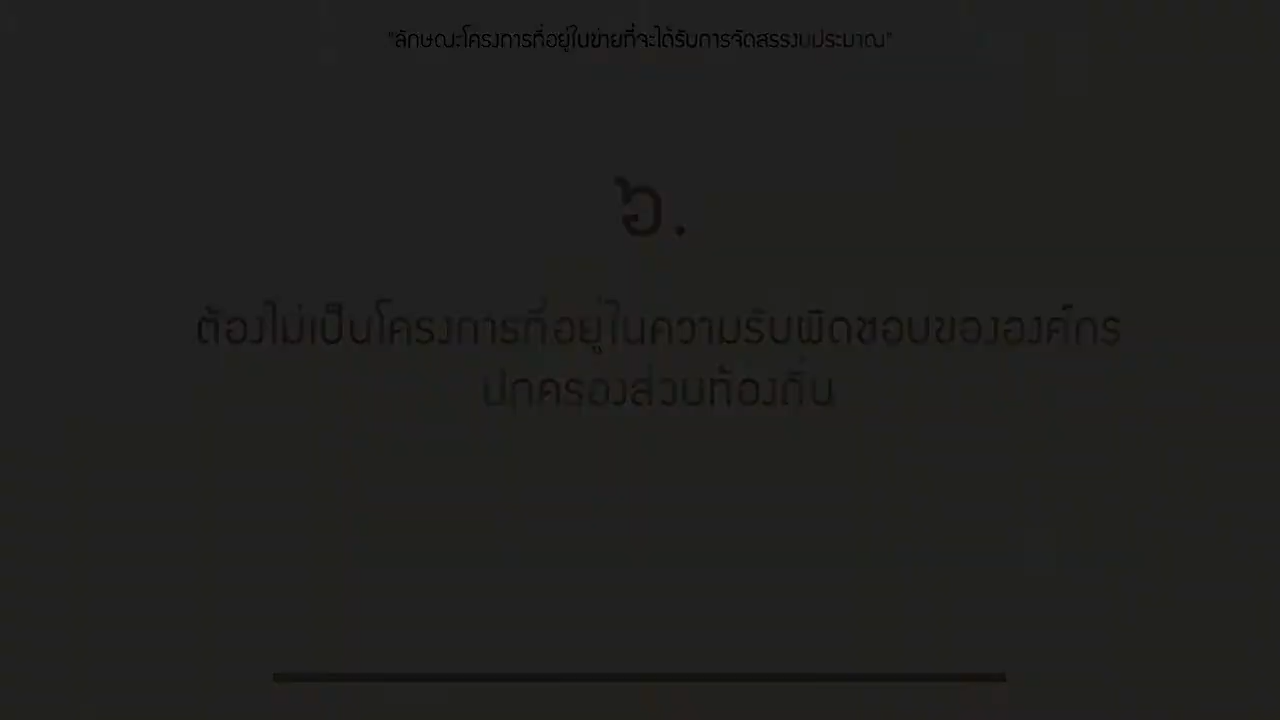 "ลักษณะโครงการที่อยู่ในข่ายที่จะได้รับการจัดสรรงบประมาณ"
๖.
ต้องไม่เป็นโครงการที่อยู่ในความรับผิดชอบขององค์กร
ปกครองส่วนท้องถิ่น